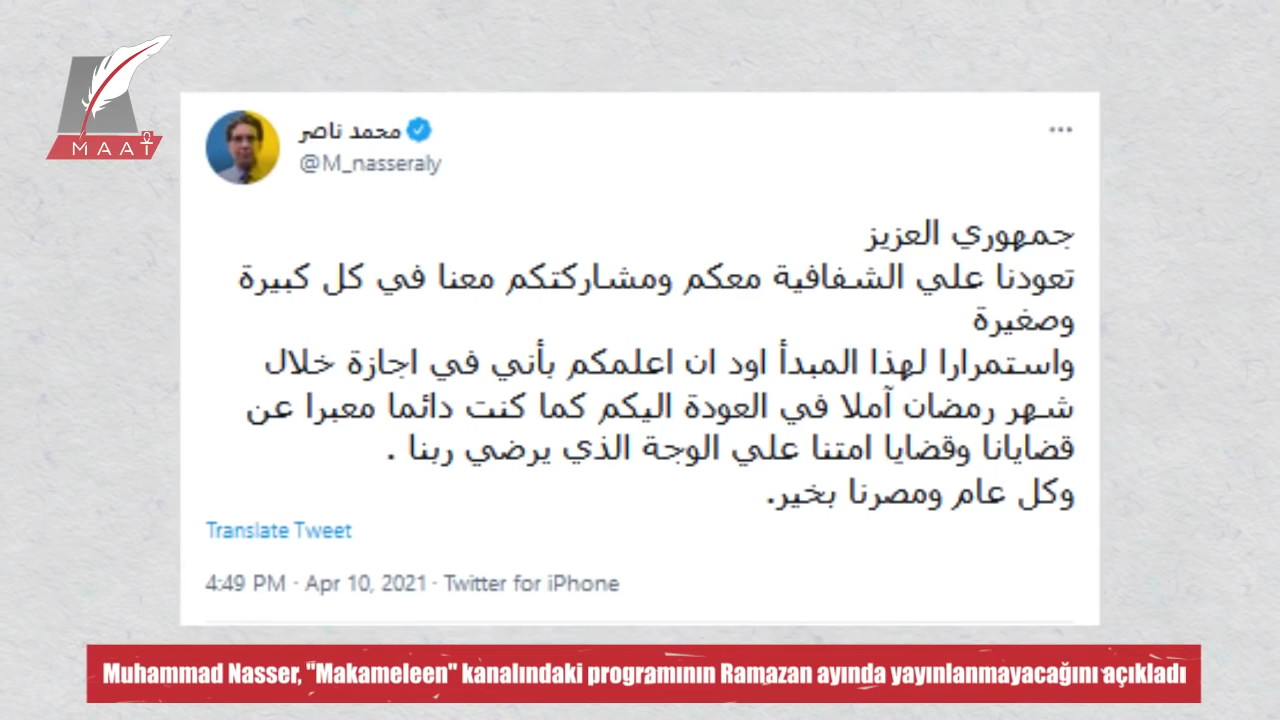 MAAT
محمد ناصر
@M_nasseraly
جمهوري العزيز
تعودنا علي الشفافية معكم ومشاركتكم معنا في كل كبيرة
وصغيرة
واستمرارا لهذا المبدأ اود ان اعلمكم بأني في اجازة خلال
شهر رمضان آملا في العودة اليكم كما كنت دائما معبرا عن
قضايانا وقضايا امتنا علي الوجة الذي يرضي ربنا .
وكل عام ومصرنا بخير.
Translate Tweet
4:49 PM · Apr 10, 2021 · Twitter for iPhone
Muhammad Nasser, "Makameleen" kanalındaki programının Ramazan ayında yayınlanmayacağını açıkladı